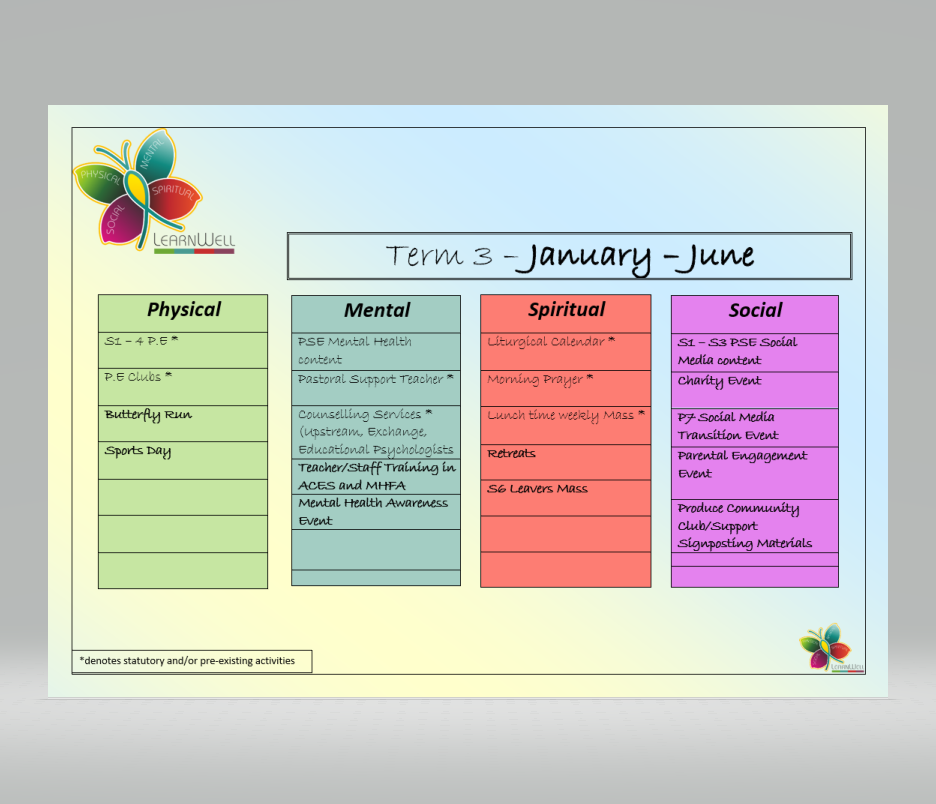 MENTAL
PHYSICAL
SPIRITUAL
SOCIAL
LEARNWELL
Term 3 – January – June
Physical
S1 – 4 P.E *
P.E Clubs *
Butterfly Run
Sports Day
Mental
PSE Mental Health
content
Pastoral Support Teacher *
Counselling Services *
(Upstream, Exchange,
Educational Psychologists
Teacher/Staff Training in
ACES and MHFA
Mental Health Awareness
Event
Spiritual
Liturgical Calendar *
Morning Prayer *
Lunch time weekly Mass *
Retreats
S6 Leavers Mass
Social
S1 – S3 PSE Social
Media content
Charity Event
P7 Social Media
Transition Event
Parental Engagement
Event
Produce Community
Club/Support
Signposting Materials
*denotes statutory and/or pre-existing activities
LEARNWELL